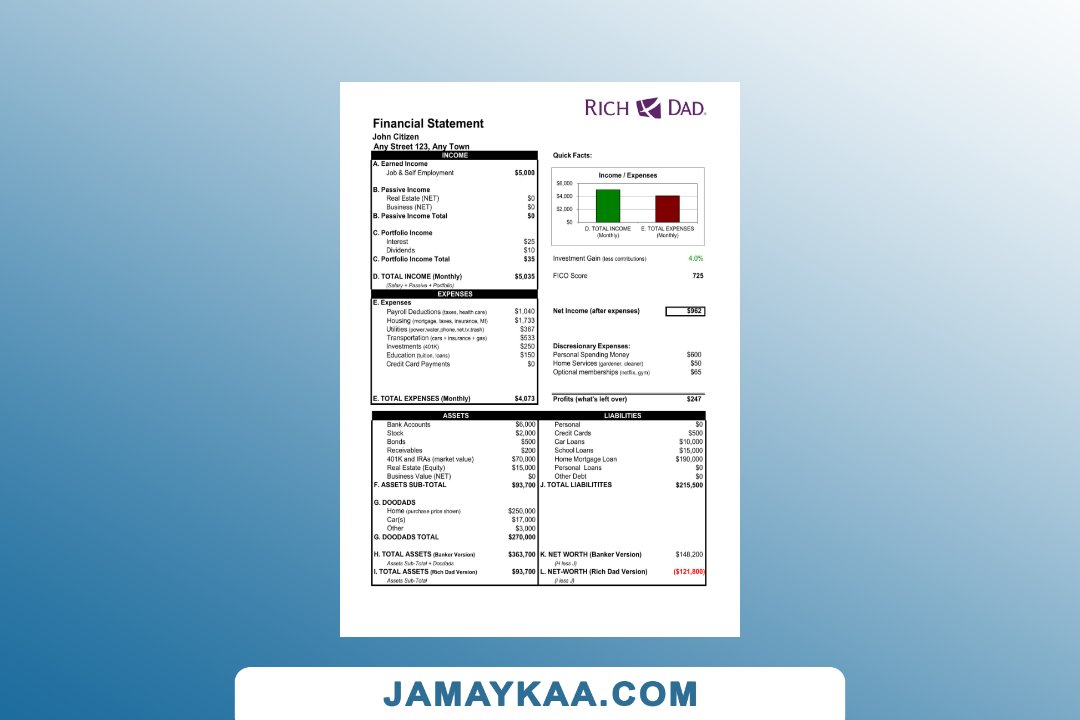 RICH DAD.
Financial Statement
John Citizen
Any Street 123, Any Town
INCOME
A. Earned Income
Job & Self Employment $5,000
B. Passive Income
Real Estate (NET) $0
Business (NET) $0
B. Passive Income Total $0
C. Portfolio Income
Interest $25
Dividends $10
C. Portfolio Income Total $35
D. TOTAL INCOME (Monthly) $5,035
(Salary + Passive + Portfolio)
EXPENSES
E. Expenses
Payroll Deductions (taxes, health care) $1,040
Housing (mortgage, taxes, insurance, MI) $1,733
Utilities (power,water,phone,net,tv,trash) $367
Transportation (cars + insurance + gas) $533
Investments (401K) $250
Education (tuition, loans) $150
Credit Card Payments $0
E. TOTAL EXPENSES (Monthly) $4,073
Quick Facts:
Income / Expenses
$6,000
$4,000
$2,000
$0
D. TOTAL INCOME (Monthly)
E. TOTAL EXPENSES (Monthly)
Investment Gain (less contributions) 4.0%
FICO Score 725
Net Income (after expenses) $962
Discresionary Expenses:
Personal Spending Money $600
Home Services (gardener, cleaner) $50
Optional memberships (netflix, gym) $65
Profits (what's left over) $247
ASSETS
Bank Accounts $6,000
Stock $2,000
Bonds $500
Receivables $200
401K and IRAs (market value) $70,000
Real Estate (Equity) $15,000
Business Value (NET) $0
F. ASSETS SUB-TOTAL $93,700
G. DOODADS
Home (purchase price shown) $250,000
Car(s) $17,000
Other $3,000
G. DOODADS TOTAL $270,000
H. TOTAL ASSETS (Banker Version) $363,700
Assets Sub-Total + Doodads
I. TOTAL ASSETS (Rich Dad Version) $93,700
Assets Sub-Total
LIABILITIES
Personal $0
Credit Cards $500
Car Loans $10,000
School Loans $15,000
Home Mortgage Loan $190,000
Personal Loans $0
Other Debt $0
J. TOTAL LIABILITITES $215,500
K. NET WORTH (Banker Version) $148,200
(H less J)
L. NET-WORTH (Rich Dad Version) ($121,800)
(I less J)
JAMAYKAA.COM